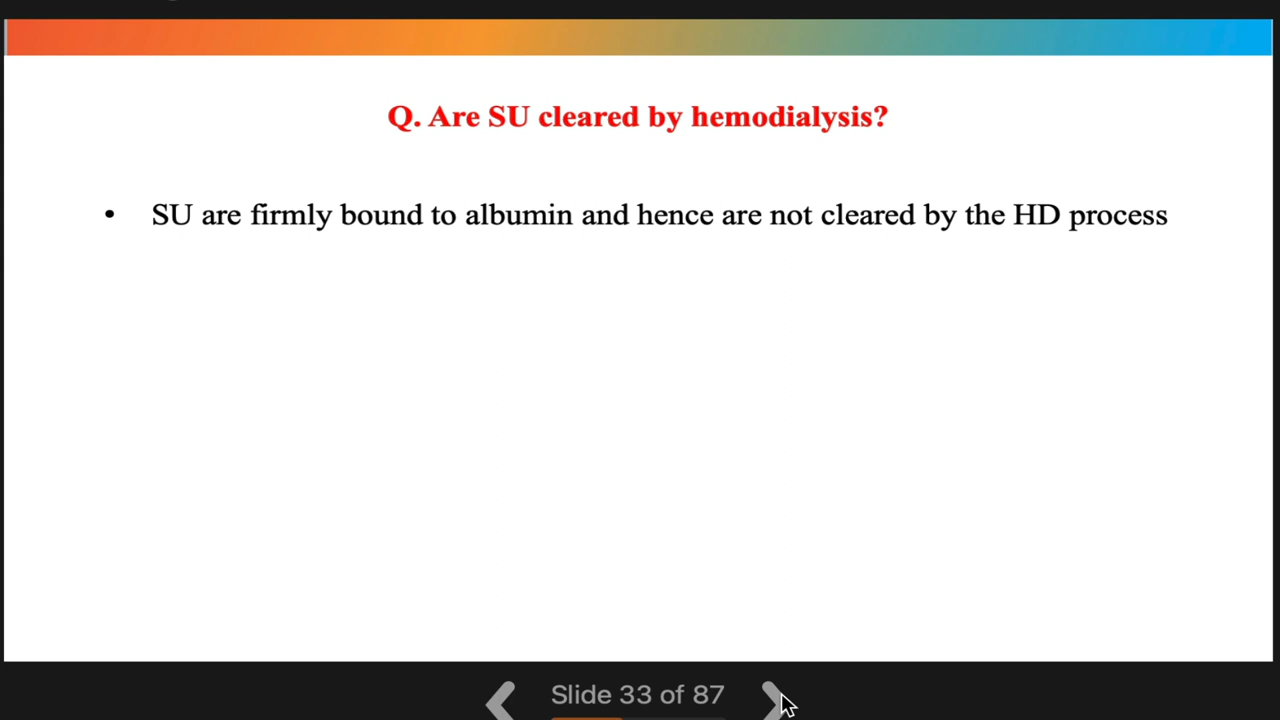 Q. Are SU cleared by hemodialysis?
• SU are firmly bound to albumin and hence are not cleared by the HD process
Slide 33 of 87